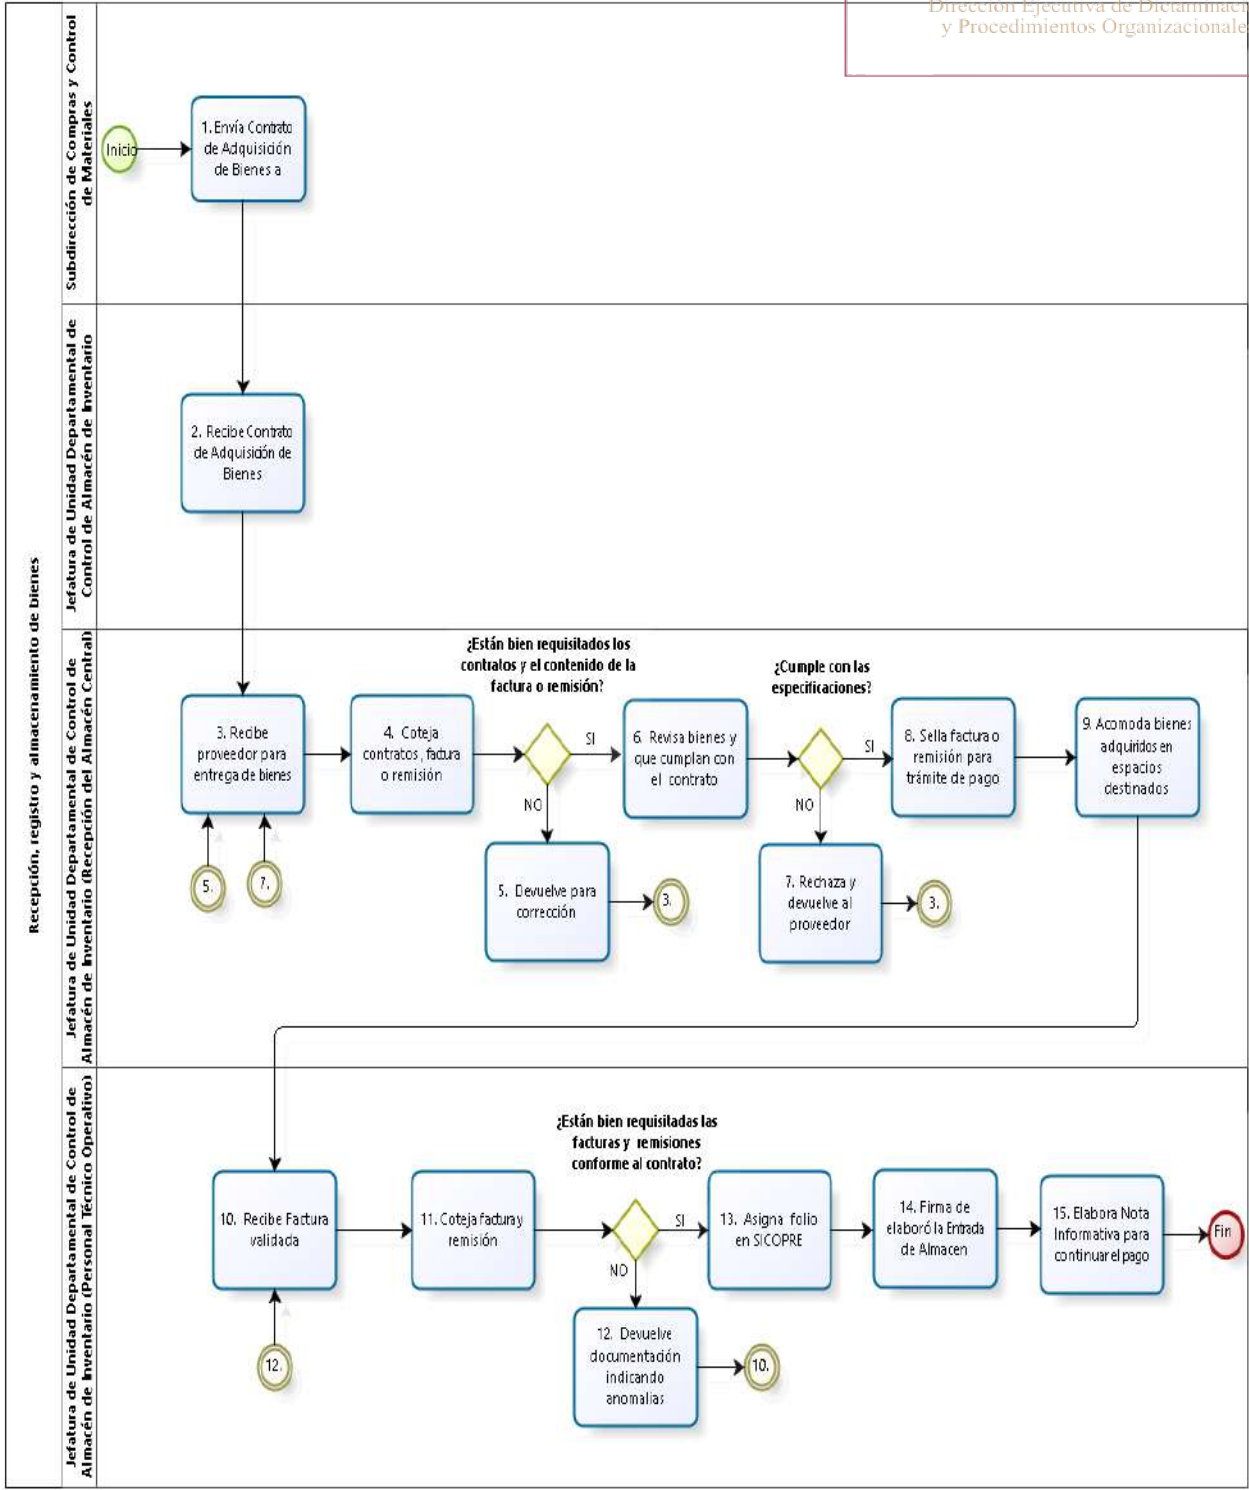 Dirección Ejecutiva de Dictaminaci
y Procedimientos Organizacionale
Recepción, registro y almacenamiento de bienes
Subdirección de Compras y Control
de Materiales
Inicio
1. Envía Contrato
de Adquisición
de Bienes a
Jefatura de Unidad Departamental de
Control de Almacén de Inventario
2. Recibe Contrato
de Adquisición de
Bienes
Jefatura de Unidad Departamental de Control de
Almacén de Inventario (Recepción del Almacén Central)
3. Recibe
proveedor para
entrega de bienes
5.
7.
4. Coteja
contratos, factura
o remisión
¿Están bien requisitados los
contratos y el contenido de la
factura o remisión?
SI
NO
5. Devuelve para
corrección
3.
6. Revisa bienes y
que cumplan con
el contrato
¿Cumple con las
especificaciones?
SI
NO
7. Rechaza y
devuelve al
proveedor
3.
8. Sella factura o
remisión para
trámite de pago
9. Acomoda bienes
adquiridos en
espacios
destinados
Jefatura de Unidad Departamental de Control de
Almacén de Inventario (Personal Técnico Operativo)
10. Recibe Factura
validada
12.
11. Coteja factura y
remisión
¿Están bien requisitadas las
facturas y remisiones
conforme al contrato?
SI
NO
12. Devuelve
documentación
indicando
anomalias
10.
13. Asigna folio
en SICOPRE
14. Firma de
elaboró la Entrada
de Almacen
15. Elabora Nota
Informativa para
continuar el pago
Fin